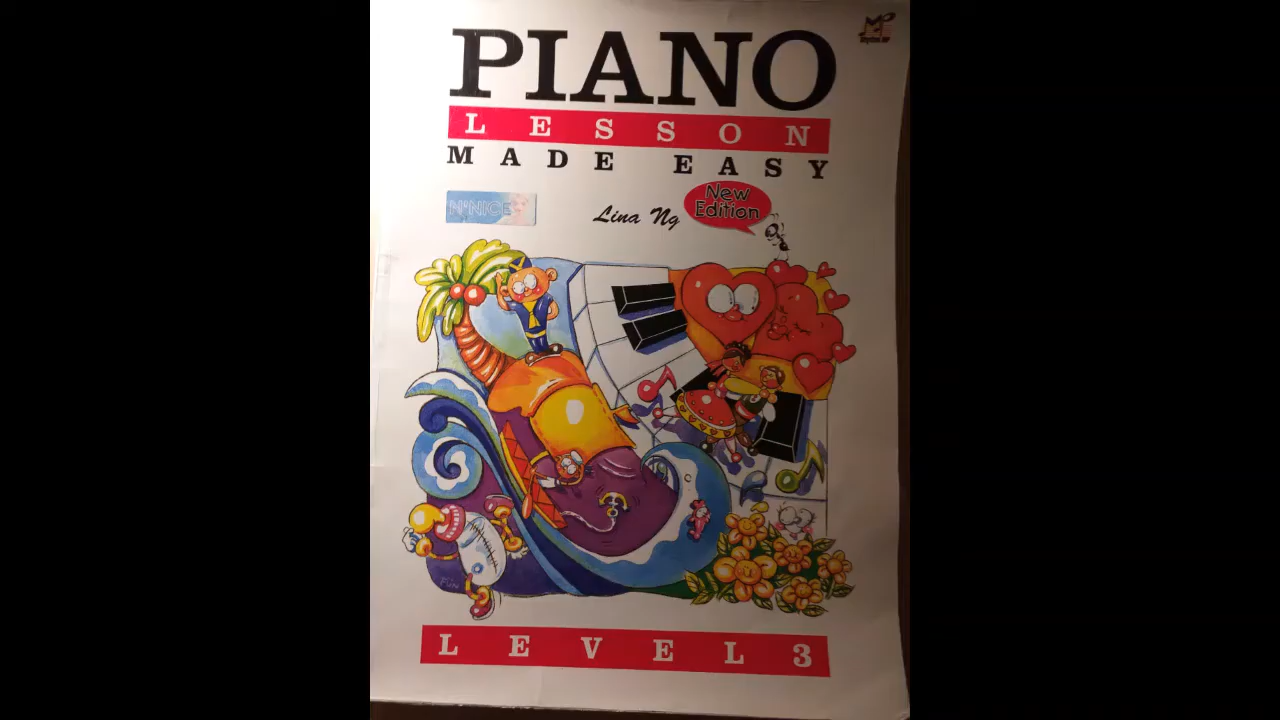 PIANO
LESSON
MADE EASY
Lina Ng
New
Edition
LEVEL 3